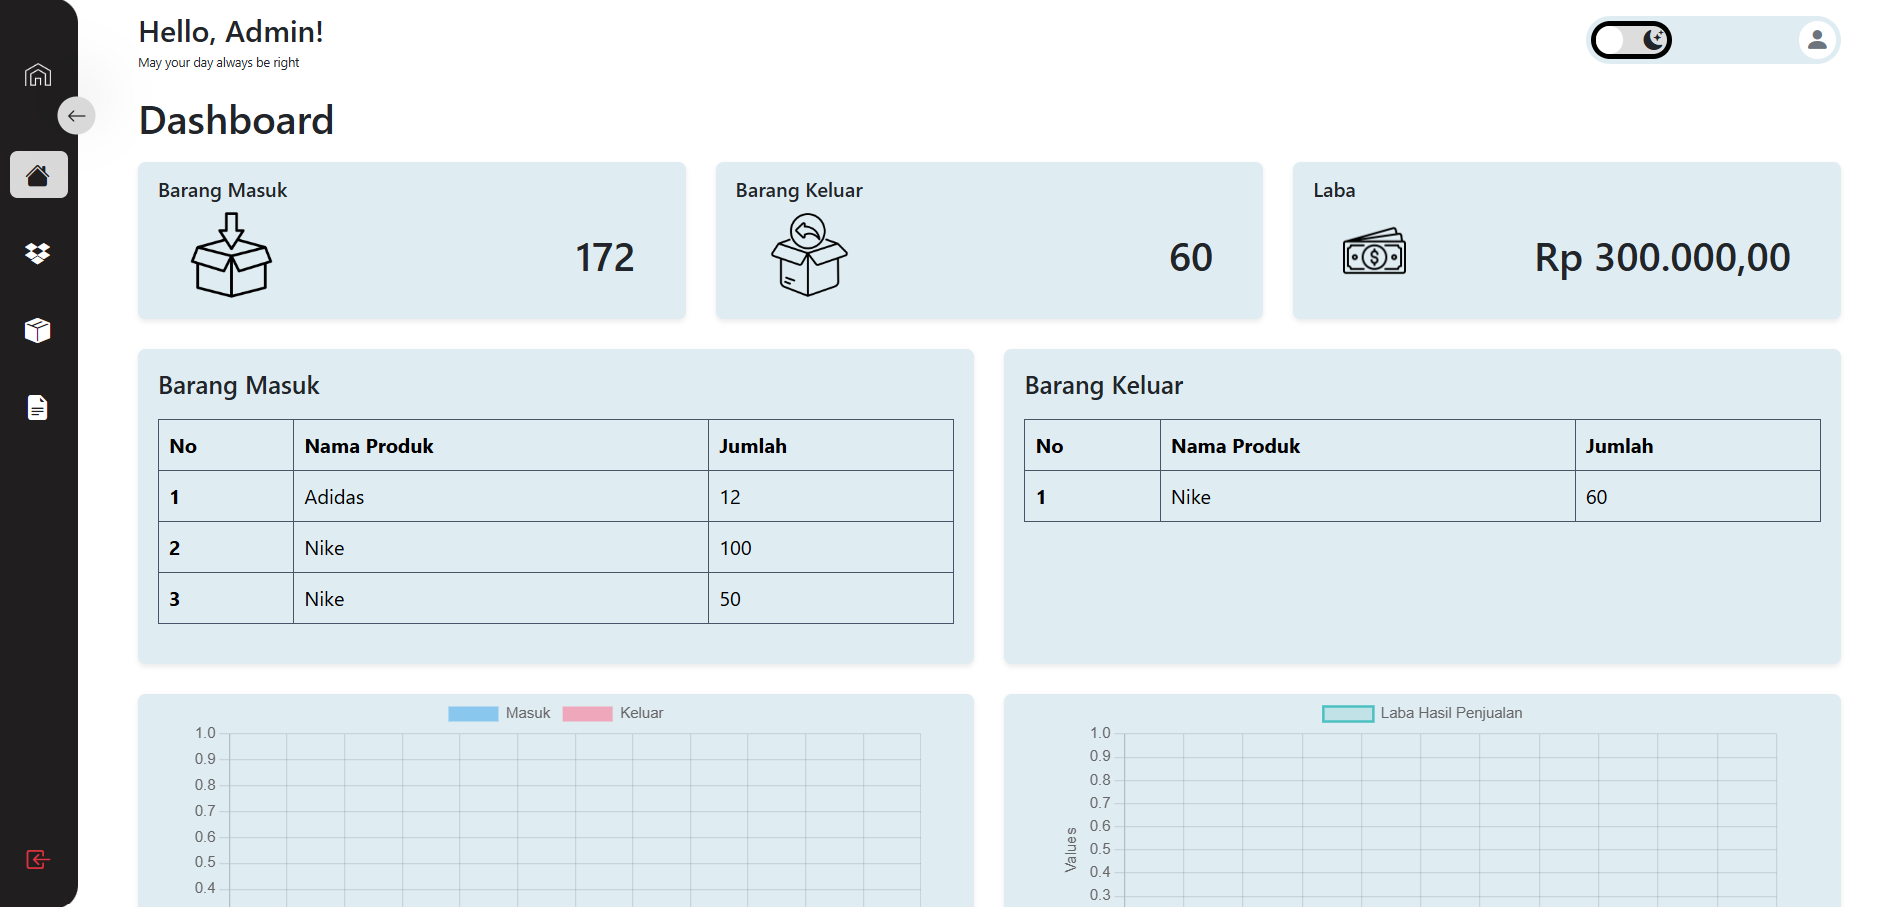 Hello, Admin!
May your day always be right
Dashboard
Barang Masuk
172
Barang Keluar
60
Laba
Rp 300.000,00
Barang Masuk
No Nama Produk Jumlah
1 Adidas 12
2 Nike 100
3 Nike 50
Barang Keluar
No Nama Produk Jumlah
1 Nike 60
Masuk Keluar
1.0
0.9
0.8
0.7
0.6
0.5
0.4
Laba Hasil Penjualan
Values
1.0
0.9
0.8
0.7
0.6
0.5
0.4
0.3